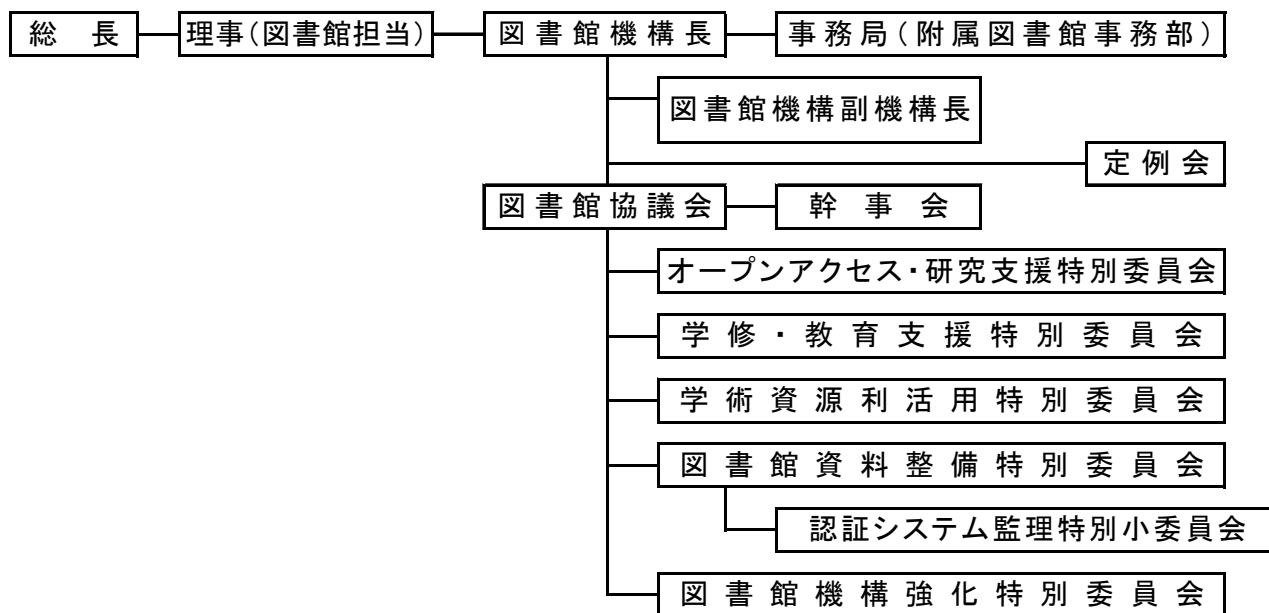 総長 理事(図書館担当) 図書館機構長 事務局(附属図書館事務部)
図書館機構副機構長
定例会
図書館協議会 幹事会
オープンアクセス・研究支援特別委員会
学修・教育支援特別委員会
学術資源利活用特別委員会
図書館資料整備特別委員会
認証システム監理特別小委員会
図書館機構強化特別委員会